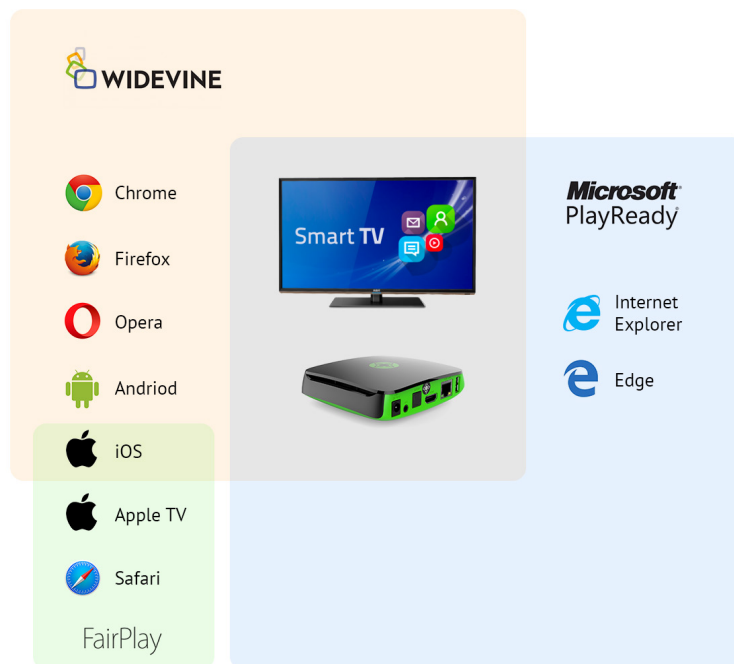 WIDEVINE
Chrome
Firefox
Opera
Andriod
iOS
Apple TV
Safari
FairPlay
Smart TV
Microsoft
PlayReady
Internet
Explorer
Edge